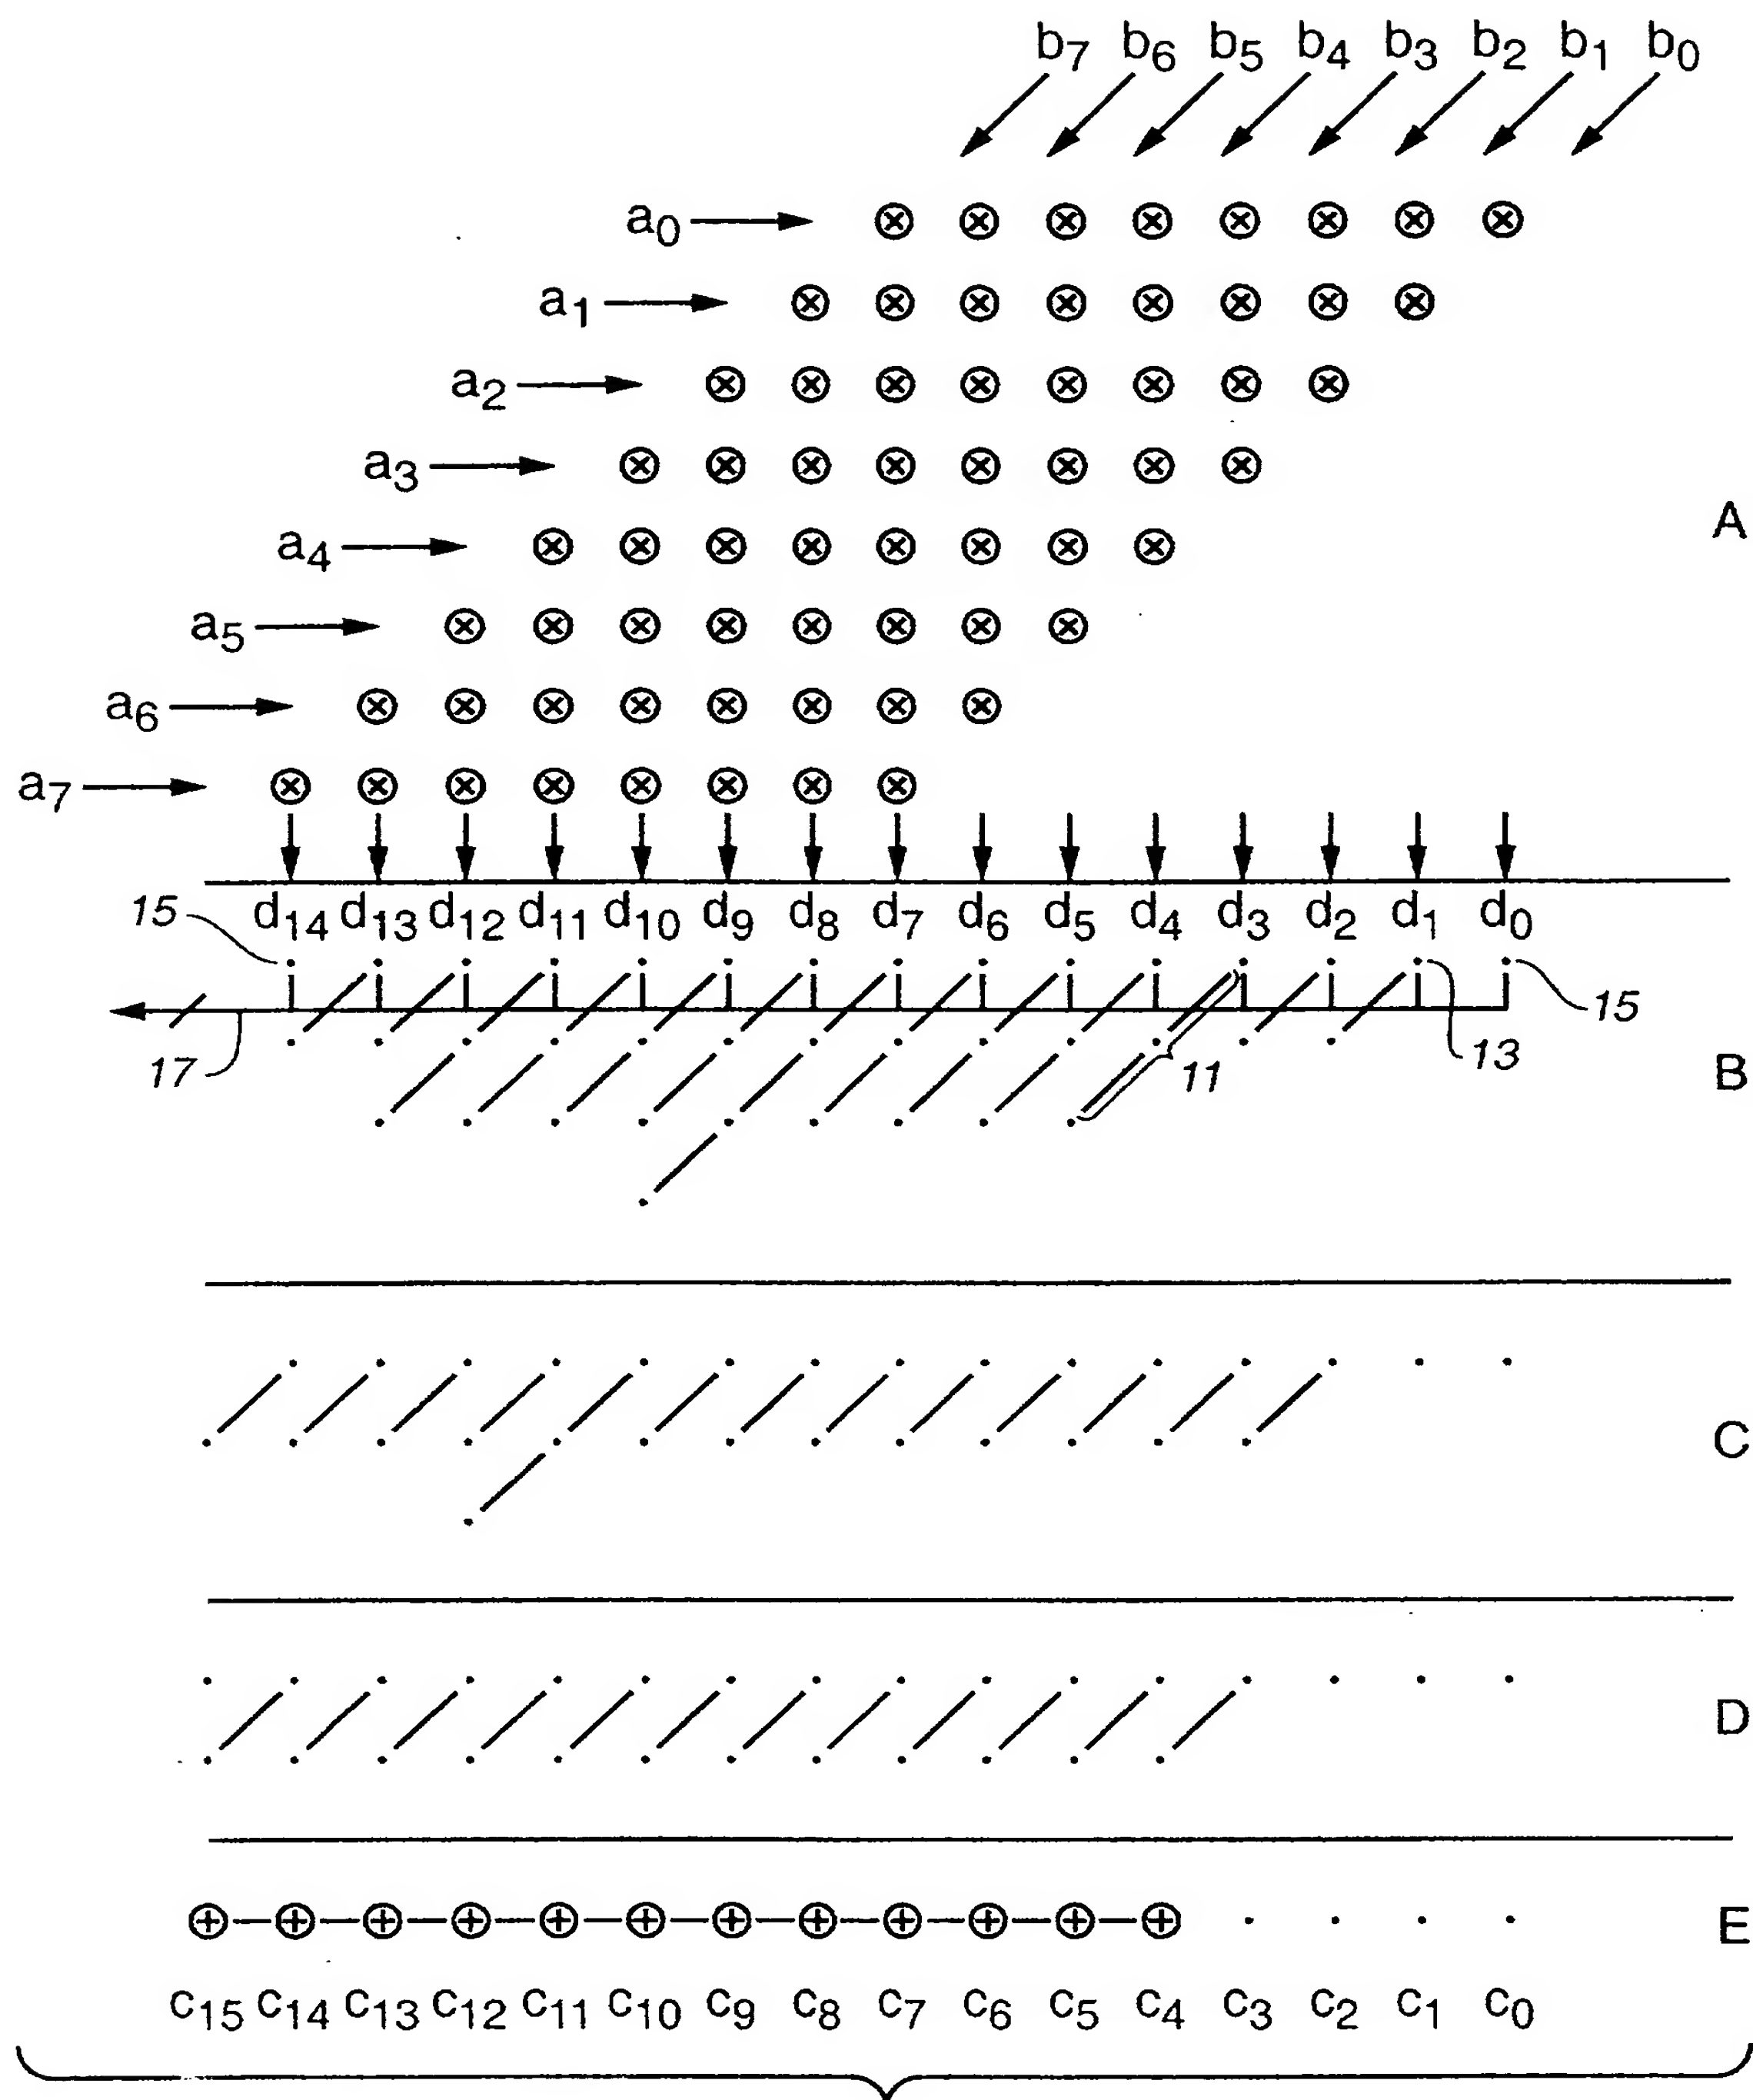 b₇ b₆ b₅ b₄ b₃ b₂ b₁ b₀
a₀
a₁
a₂
a₃
a₄
A
a₅
a₆
a₇
15 d₁₄ d₁₃ d₁₂ d₁₁ d₁₀ d₉ d₈ d₇ d₆ d₅ d₄ d₃ d₂ d₁ d₀
15
17 11 13 B
C
D
E
c₁₅ c₁₄ c₁₃ c₁₂ c₁₁ c₁₀ c₉ c₈ c₇ c₆ c₅ c₄ c₃ c₂ c₁ c₀